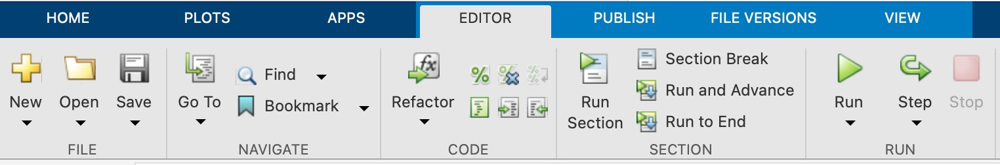 HOME PLOTS APPS EDITOR PUBLISH FILE VERSIONS VIEW
New
Open
Save
FILE
Go To
Find
Bookmark
NAVIGATE
Refactor
fx
% % %
CODE
Run
Section
Section Break
Run and Advance
Run to End
SECTION
Run
Step
Stop
RUN